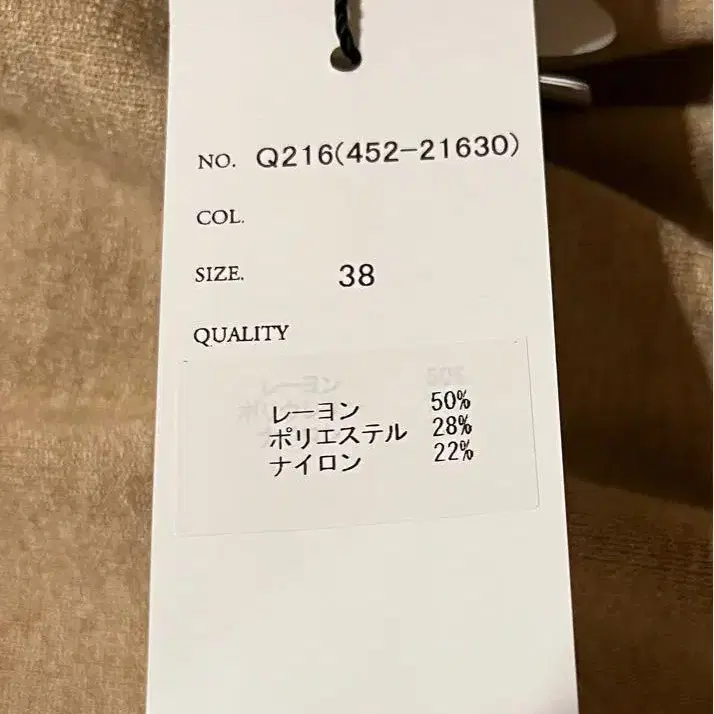 NO. Q216(452-21630)
COL.
SIZE. 38
QUALITY
レーヨン 50%
ポリエステル 28%
ナイロン 22%